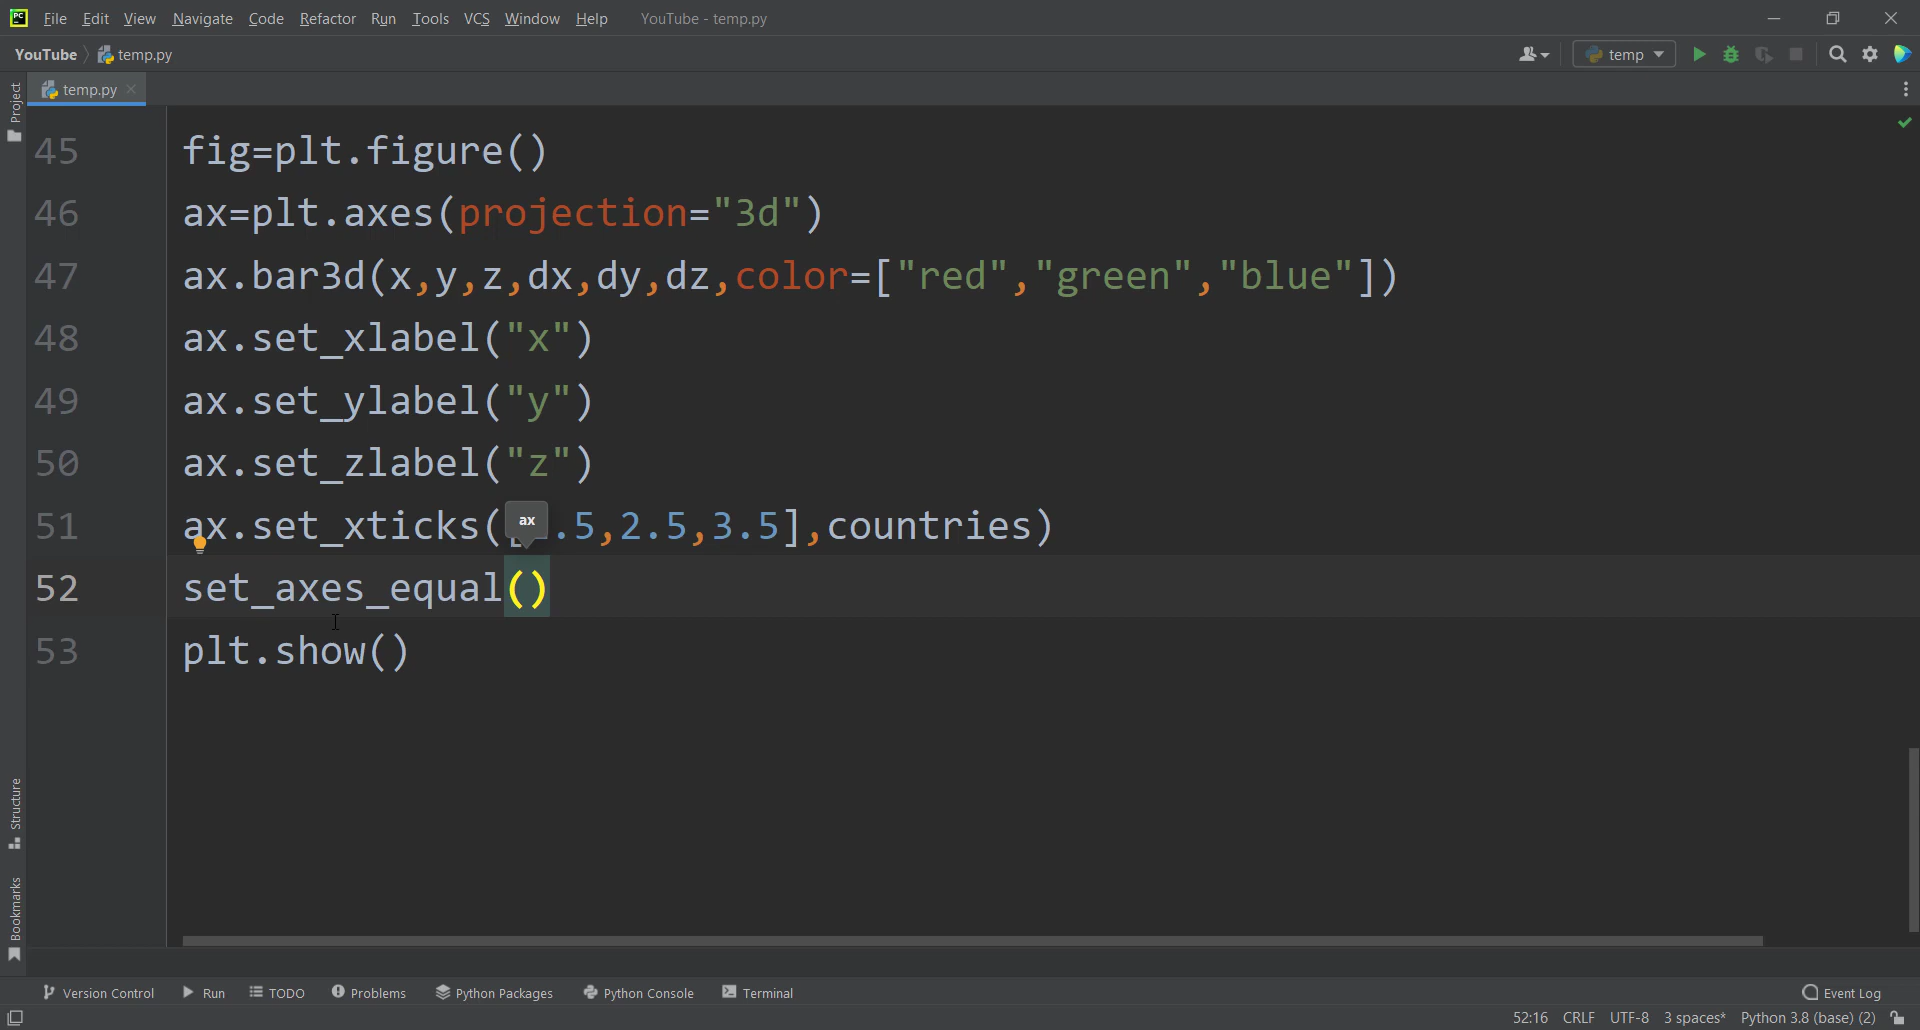 File Edit View Navigate Code Refactor Run Tools VCS Window Help YouTube - temp.py
YouTube temp.py temp
Project
temp.py
45 fig=plt.figure()
46 ax=plt.axes(projection="3d")
47 ax.bar3d(x,y,z,dx,dy,dz,color=["red","green","blue"])
48 ax.set_xlabel("x")
49 ax.set_ylabel("y")
50 ax.set_zlabel("z")
51 ax.set_xticks([ .5,2.5,3.5],countries)
ax
52 set_axes_equal()
53 plt.show()
Structure
Bookmarks
Version Control Run TODO Problems Python Packages Python Console Terminal Event Log
52:16 CRLF UTF-8 3 spaces* Python 3.8 (base) (2)